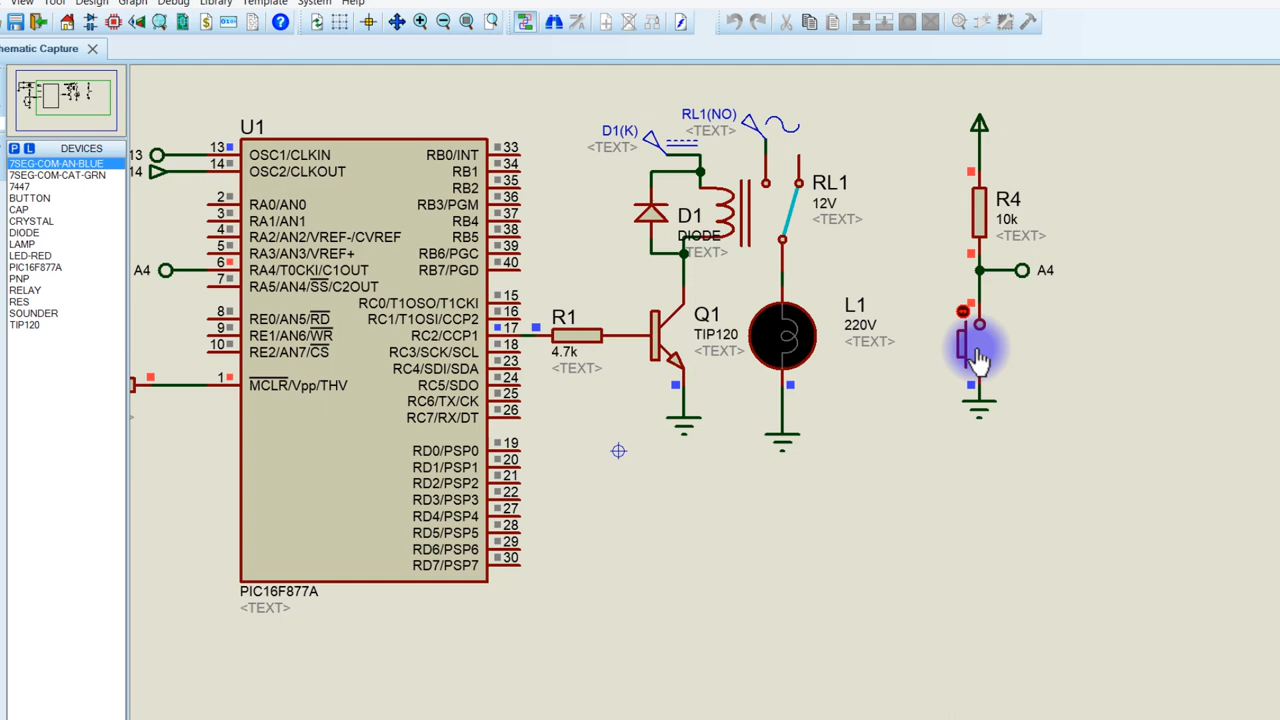 View Tool Design Graph Debug Library Template System Help
Schematic Capture
P L DEVICES
7SEG-COM-AN-BLUE
7SEG-COM-CAT-GRN
7447
BUTTON
CAP
CRYSTAL
DIODE
LAMP
LED-RED
PIC16F877A
PNP
RELAY
RES
SOUNDER
TIP120
U1
13
14
A4
13
14
2
3
4
5
6
7
8
9
10
1
OSC1/CLKIN
OSC2/CLKOUT
RA0/AN0
RA1/AN1
RA2/AN2/VREF-/CVREF
RA3/AN3/VREF+
RA4/T0CKI/C1OUT
RA5/AN4/SS/C2OUT
RE0/AN5/RD
RE1/AN6/WR
RE2/AN7/CS
MCLR/Vpp/THV
RB0/INT
RB1
RB2
RB3/PGM
RB4
RB5
RB6/PGC
RB7/PGD
RC0/T1OSO/T1CKI
RC1/T1OSI/CCP2
RC2/CCP1
RC3/SCK/SCL
RC4/SDI/SDA
RC5/SDO
RC6/TX/CK
RC7/RX/DT
RD0/PSP0
RD1/PSP1
RD2/PSP2
RD3/PSP3
RD4/PSP4
RD5/PSP5
RD6/PSP6
RD7/PSP7
33
34
35
36
37
38
39
40
15
16
17
18
23
24
25
26
19
20
21
22
27
28
29
30
PIC16F877A
<TEXT>
R1
4.7k
<TEXT>
D1(K)
<TEXT>
RL1(NO)
<TEXT>
D1
DIODE
<TEXT>
RL1
12V
<TEXT>
Q1
TIP120
<TEXT>
L1
220V
<TEXT>
R4
10k
<TEXT>
A4